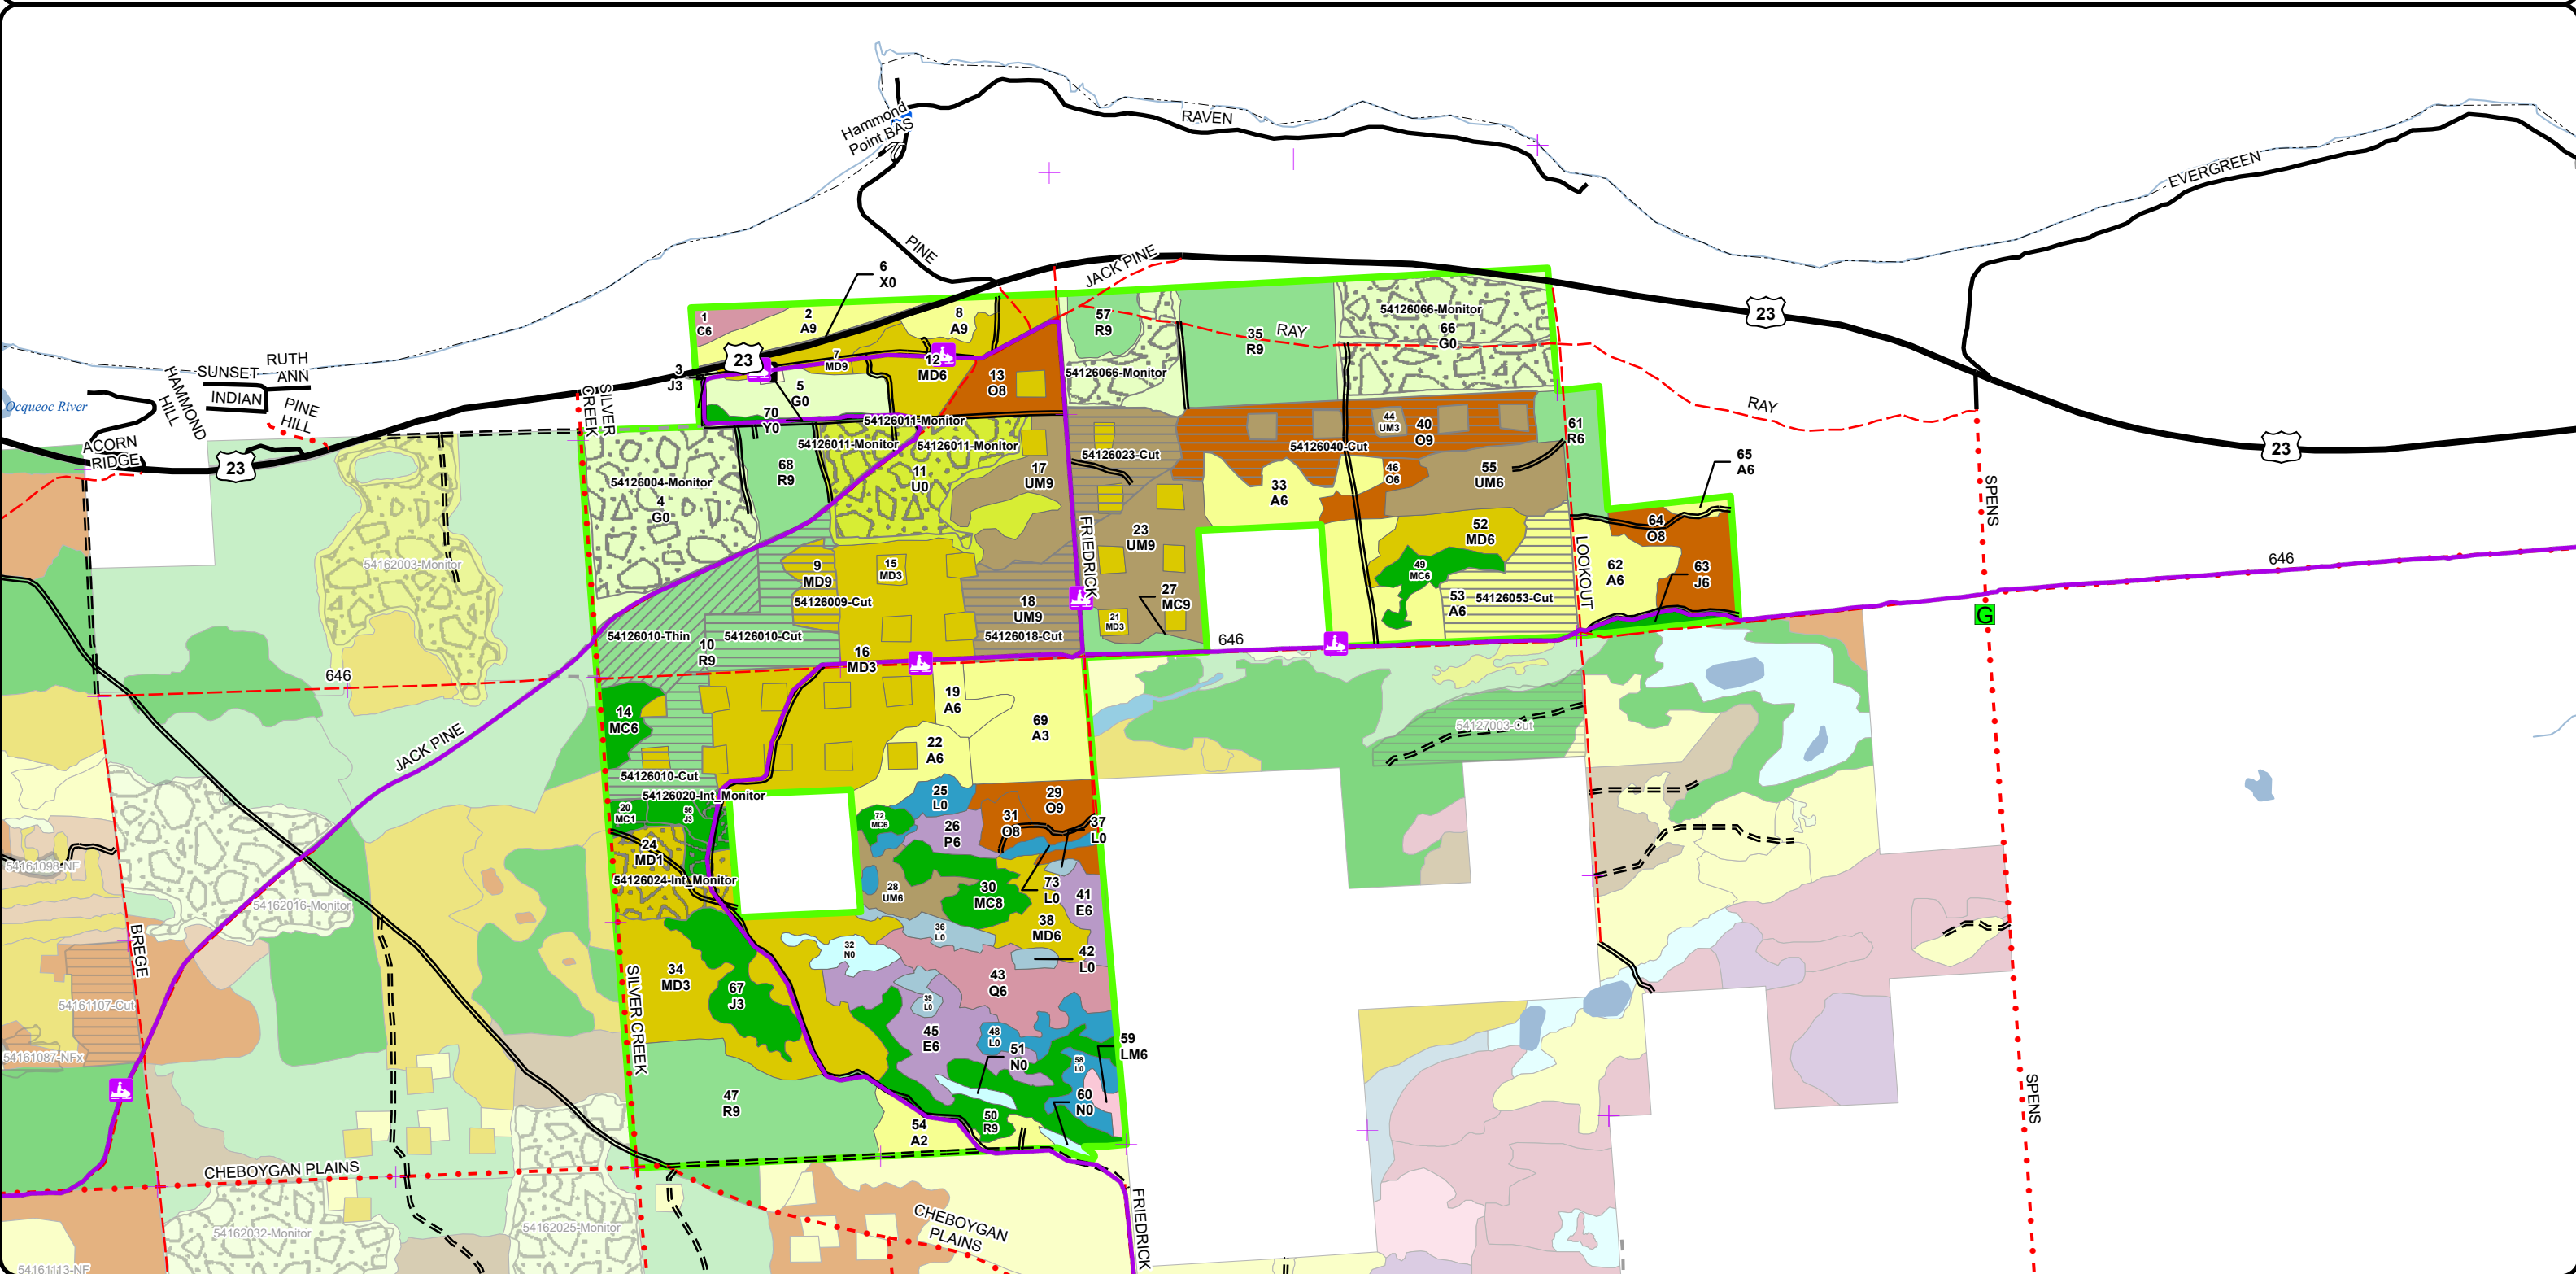 Hammond
Point BAS
RAVEN
EVERGREEN
PINE
JACK PINE
6
X0
23
1
C6
2
A9
8
A9
57
R9
35
R9
RAY
54126066-Monitor
66
G0
23
7
MD9
12
MD6
13
O8
3
J3
5
G0
54126066-Monitor
RUTH
ANN
SUNSET
INDIAN
HAMMOND
HILL
PINE
HILL
SILVER
CREEK
Ocqueoc River
ACORN
RIDGE
23
70
Y0
54126011-Monitor
54126011-Monitor
54126011-Monitor
44
UM3
40
O9
61
R6
RAY
23
54126040-Cut
54126023-Cut
68
R9
54126004-Monitor
4
G0
11
U0
17
UM9
33
A6
46
O6
55
UM6
65
A6
SPENS
54162003-Monitor
23
UM9
FRIEDRICK
52
MD6
64
O8
LOOKOUT
62
A6
63
J6
646
9
MD9
15
MD3
54126009-Cut
18
UM9
54126018-Cut
27
MC9
21
MD3
49
MC6
53
A6
54126053-Cut
G
54126010-Thin
54126010-Cut
10
R9
16
MD3
646
646
14
MC6
19
A6
69
A3
22
A6
54127003-Cut
JACK PINE
54126010-Cut
54126020-Int_Monitor
20
MC1
56
J3
25
L0
29
O9
72
MC6
26
P6
31
O8
37
L0
24
MD1
54126024-Int_Monitor
54161098-NF
54162016-Monitor
28
UM6
30
MC8
73
L0
41
E6
36
L0
38
MD6
32
N0
42
L0
BREGE
SILVER CREEK
34
MD3
67
J3
43
Q6
39
L0
54161107-Cut
54161087-NFx
45
E6
48
L0
51
N0
58
L0
59
LM6
47
R9
54
A2
50
R9
60
N0
SPENS
CHEBOYGAN PLAINS
CHEBOYGAN
PLAINS
FRIEDRICK
54162032-Monitor
54162025-Monitor
54161113-NF